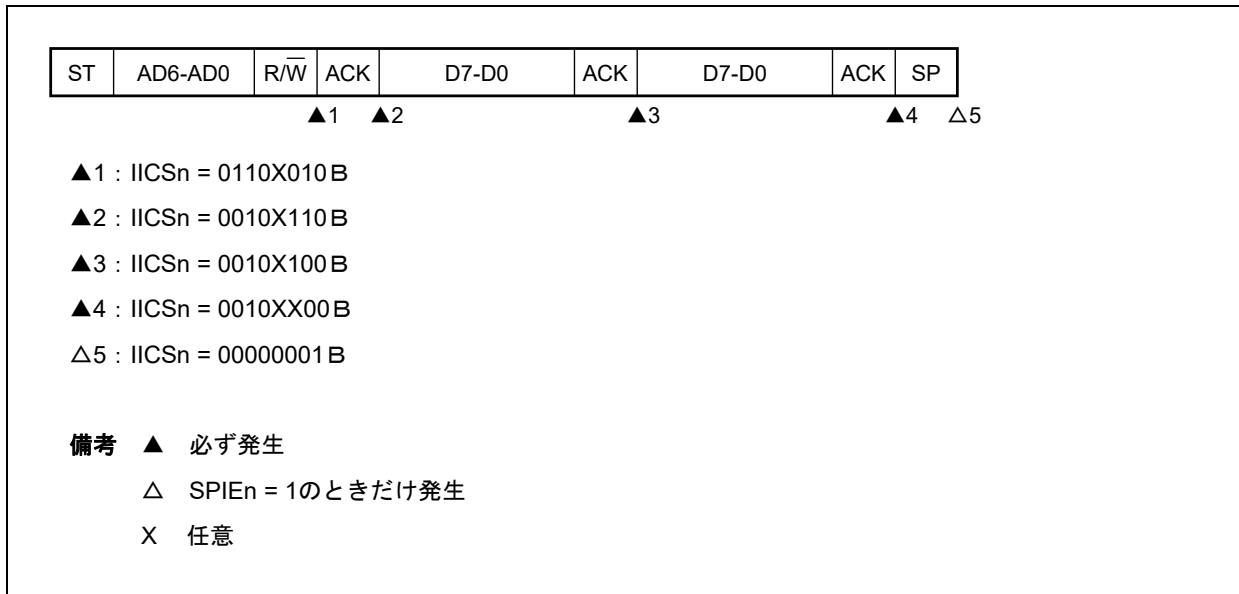 ST AD6-AD0 R/W̅ ACK D7-D0 ACK D7-D0 ACK SP
▲1 ▲2 ▲3 ▲4 △5
▲1：IICSn = 0110X010Ｂ
▲2：IICSn = 0010X110Ｂ
▲3：IICSn = 0010X100Ｂ
▲4：IICSn = 0010XX00Ｂ
△5：IICSn = 00000001Ｂ
備考 ▲ 必ず発生
△ SPIEn = 1のときだけ発生
X 任意